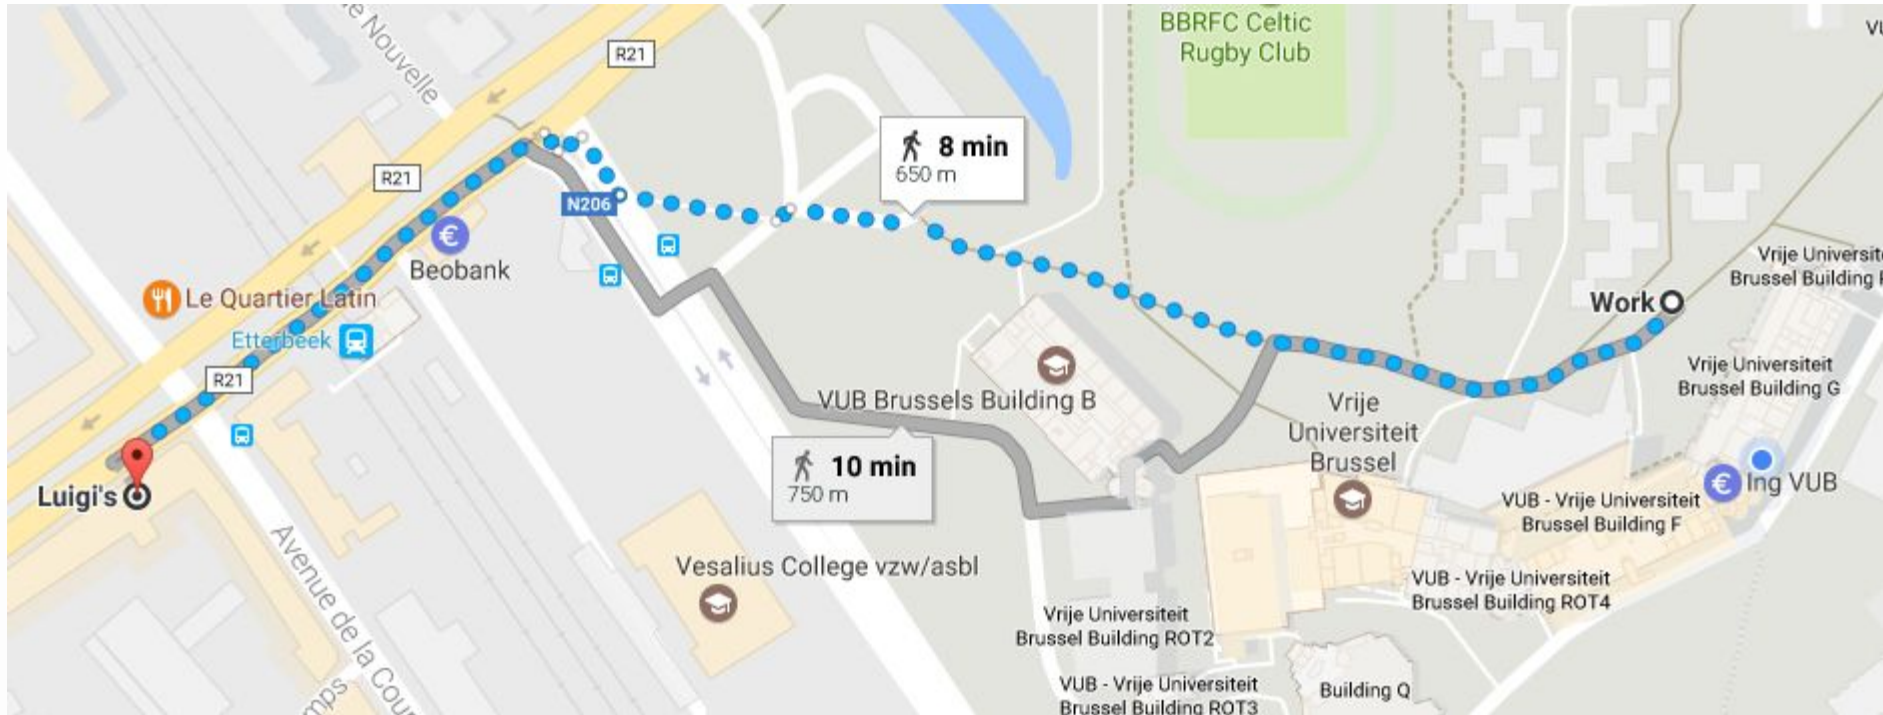 BBRFC Celtic
Rugby Club
R21
Nouvelle
8 min
650 m
R21
N206
Beobank
Le Quartier Latin
Etterbeek
R21
Work
Vrije Universite
Brussel Building
Vrije Universiteit
Brussel Building G
VUB Brussels Building B
Vrije
Universiteit
Brussel
10 min
750 m
Luigi's
Ing VUB
VUB - Vrije Universiteit
Brussel Building F
Avenue de la Cour
Vesalius College vzw/asbl
VUB - Vrije Universiteit
Brussel Building ROT4
Vrije Universiteit
Brussel Building ROT2
VUB - Vrije Universiteit
Brussel Building ROT3
Building Q